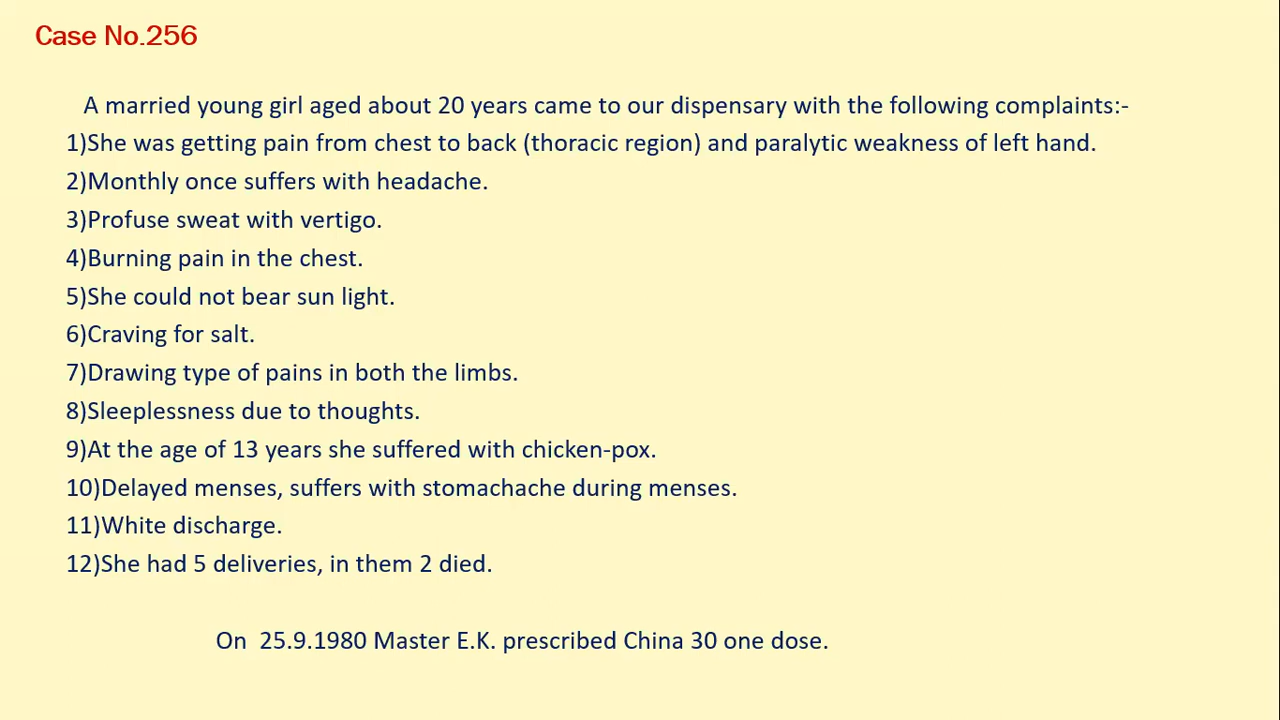 Case No.256
A married young girl aged about 20 years came to our dispensary with the following complaints:-
1)She was getting pain from chest to back (thoracic region) and paralytic weakness of left hand.
2)Monthly once suffers with headache.
3)Profuse sweat with vertigo.
4)Burning pain in the chest.
5)She could not bear sun light.
6)Craving for salt.
7)Drawing type of pains in both the limbs.
8)Sleeplessness due to thoughts.
9)At the age of 13 years she suffered with chicken-pox.
10)Delayed menses, suffers with stomachache during menses.
11)White discharge.
12)She had 5 deliveries, in them 2 died.
On 25.9.1980 Master E.K. prescribed China 30 one dose.